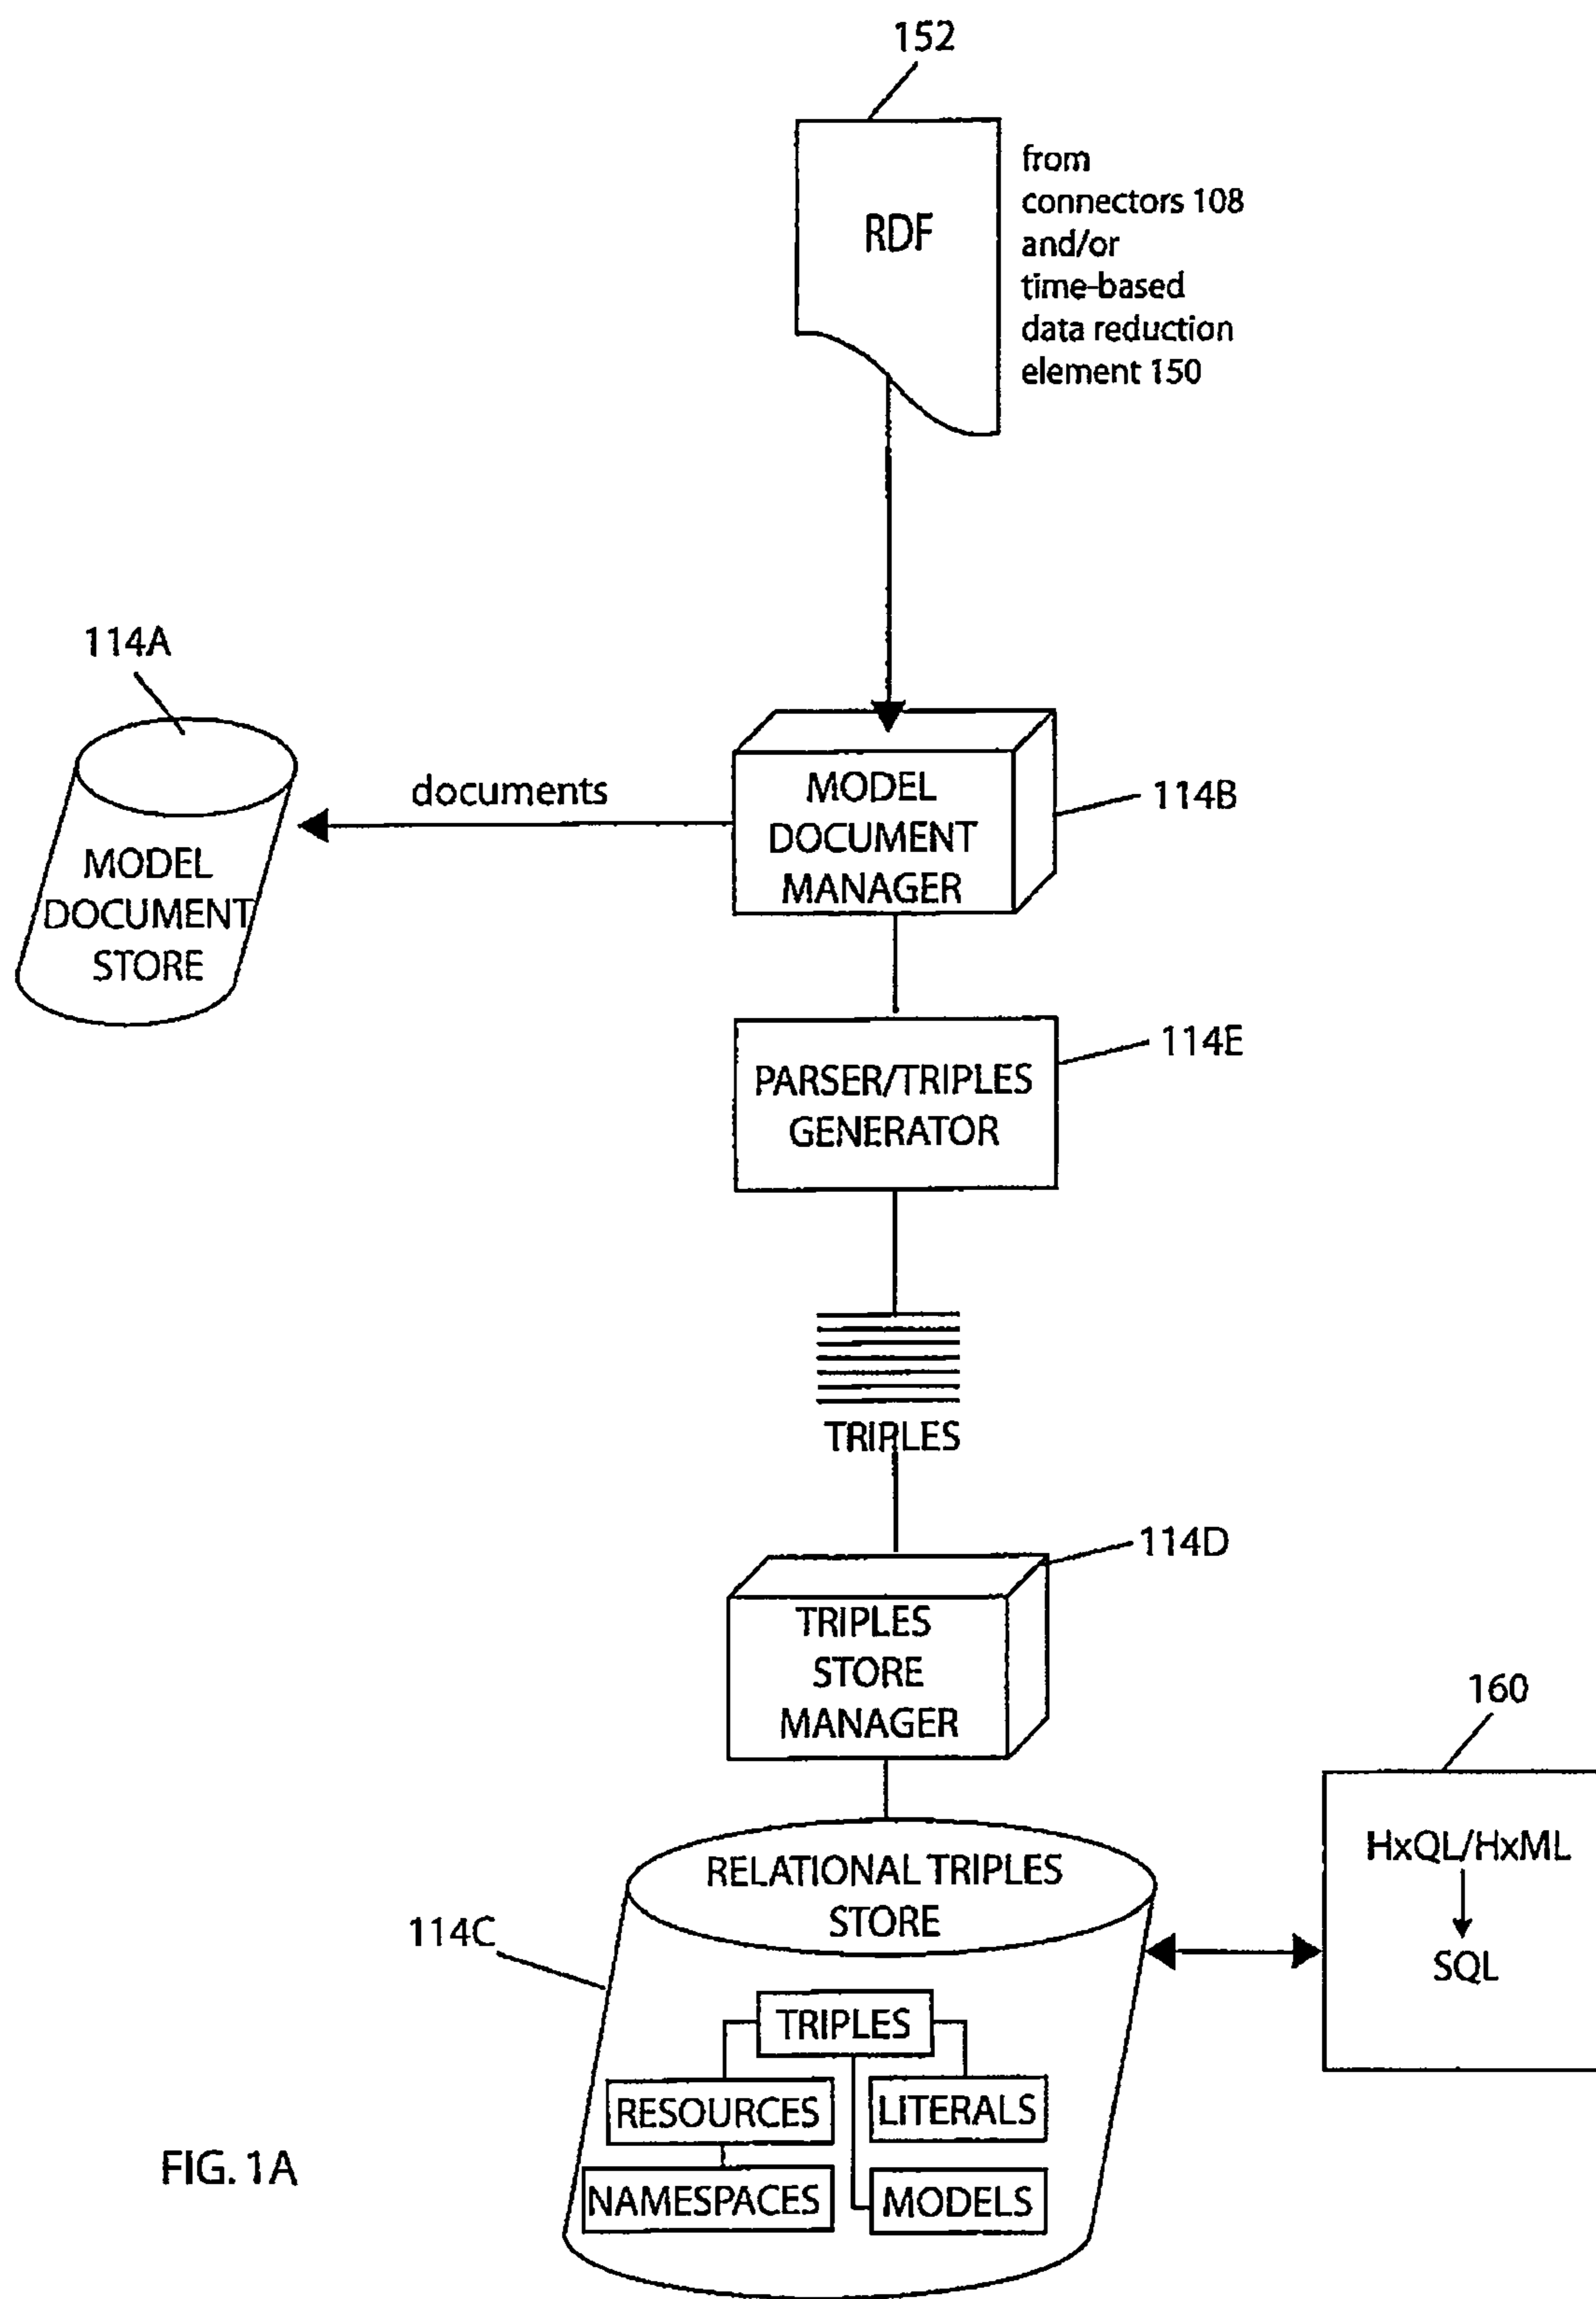 152
RDF
from
connectors 108
and/or
time-based
data reduction
element 150
114A
MODEL
DOCUMENT
STORE
documents
MODEL
DOCUMENT
MANAGER
114B
PARSER/TRIPLES
GENERATOR
114E
TRIPLES
114D
TRIPLES
STORE
MANAGER
160
HxQL/HxML
SQL
RELATIONAL TRIPLES
STORE
114C
TRIPLES
RESOURCES
LITERALS
NAMESPACES
MODELS
FIG. 1A